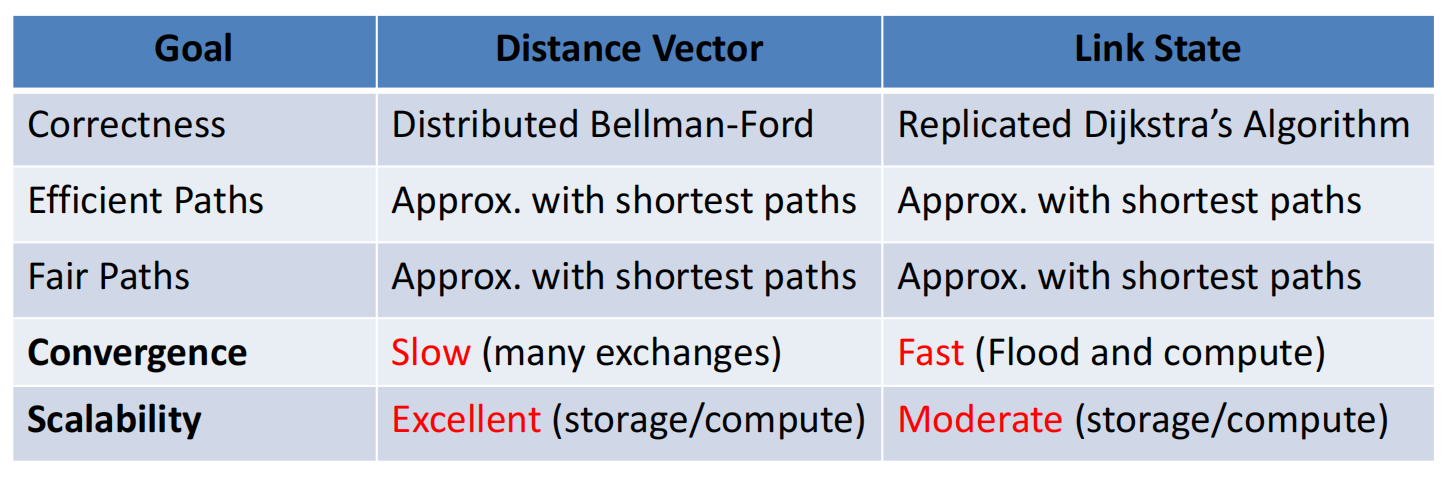 Goal Distance Vector Link State
Correctness Distributed Bellman-Ford Replicated Dijkstra’s Algorithm
Efficient Paths Approx. with shortest paths Approx. with shortest paths
Fair Paths Approx. with shortest paths Approx. with shortest paths
Convergence Slow (many exchanges) Fast (Flood and compute)
Scalability Excellent (storage/compute) Moderate (storage/compute)